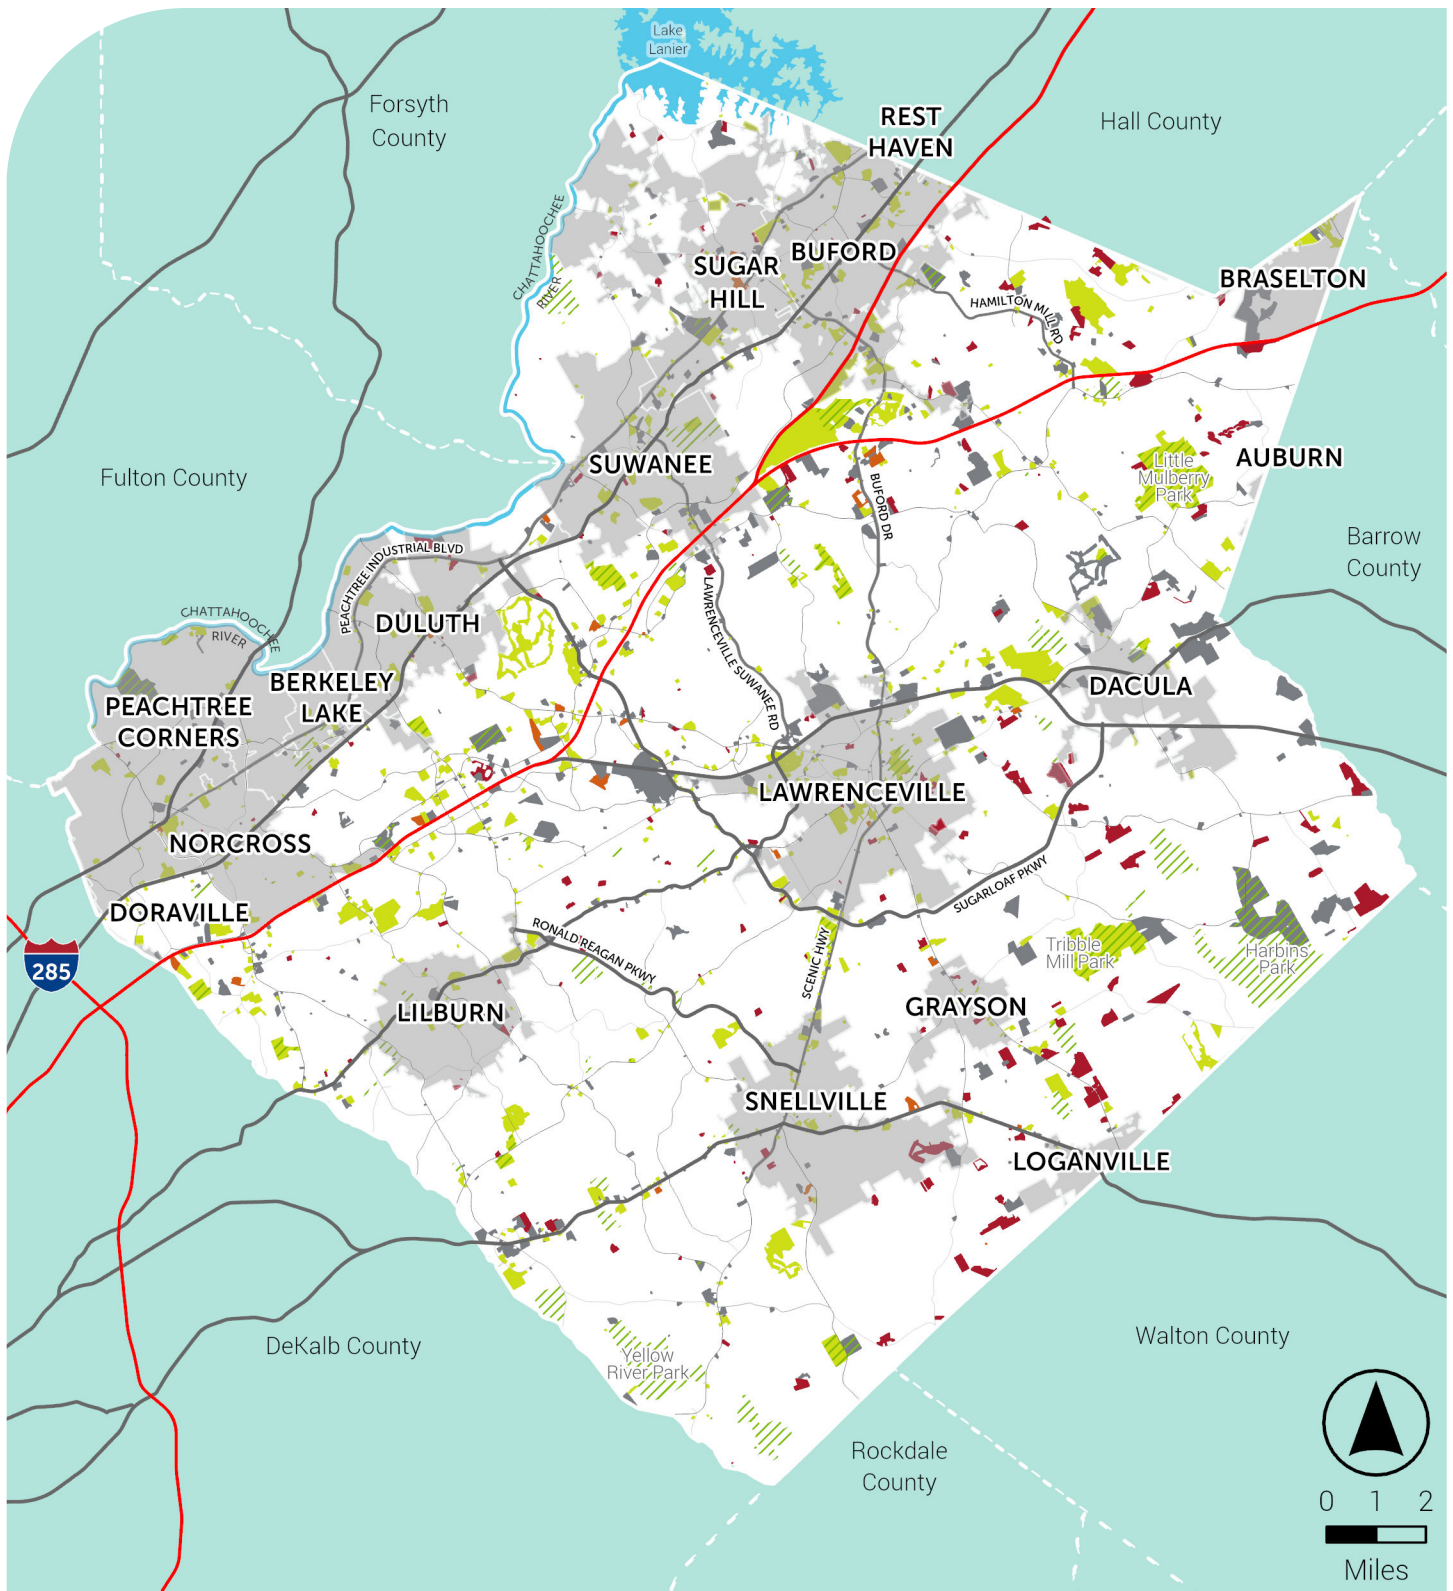 Lake
Lanier
Forsyth
County
REST
HAVEN
Hall County
CHATTAHOOCHEE
RIVER
SUGAR
HILL
BUFORD
BRASELTON
HAMILTON MILL RD
Fulton County
SUWANEE
Little
Mulberry
Park
AUBURN
BUFORD DR
Barrow
County
PEACHTREE INDUSTRIAL BLVD
CHATTAHOOCHEE
RIVER
DULUTH
LAWRENCEVILLE SUWANEE RD
BERKELEY
LAKE
DACULA
PEACHTREE
CORNERS
LAWRENCEVILLE
NORCROSS
SUGARLOAF PKWY
DORAVILLE
RONALD REAGAN PKWY
SCENIC HWY
Tribble
Mill Park
Harbins
Park
285
LILBURN
GRAYSON
SNELLVILLE
LOGANVILLE
DeKalb County
Yellow
River Park
Walton County
Rockdale
County
0 1 2
Miles